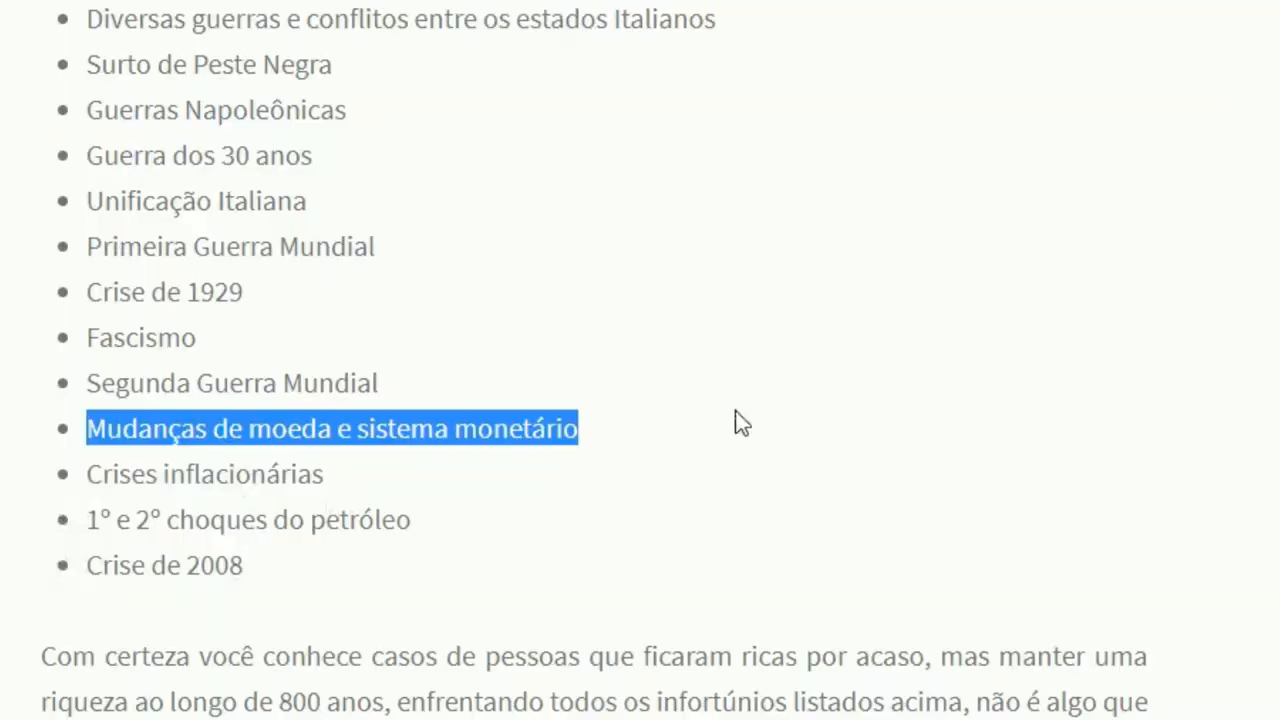 Diversas guerras e conflitos entre os estados Italianos
Surto de Peste Negra
Guerras Napoleônicas
Guerra dos 30 anos
Unificação Italiana
Primeira Guerra Mundial
Crise de 1929
Fascismo
Segunda Guerra Mundial
Mudanças de moeda e sistema monetário
Crises inflacionárias
1º e 2º choques do petróleo
Crise de 2008
Com certeza você conhece casos de pessoas que ficaram ricas por acaso, mas manter uma
riqueza ao longo de 800 anos, enfrentando todos os infortúnios listados acima, não é algo que